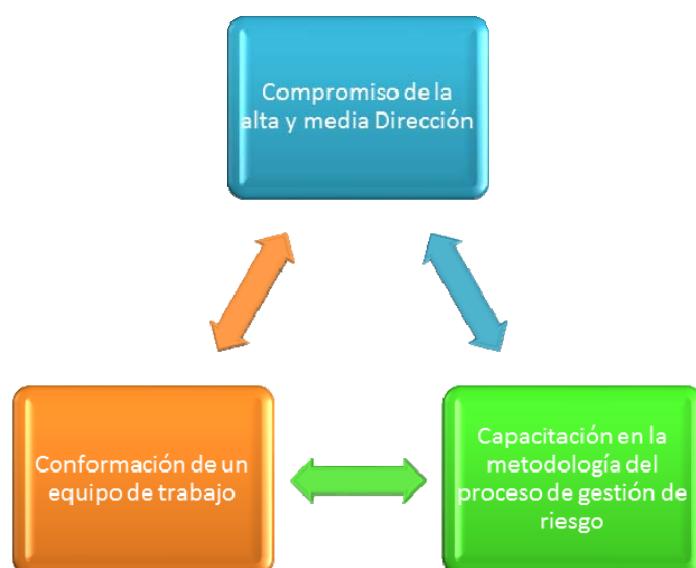 Compromiso de la
alta y media Dirección
Conformación de un
equipo de trabajo
Capacitación en la
metodología del
proceso de gestión de
riesgo